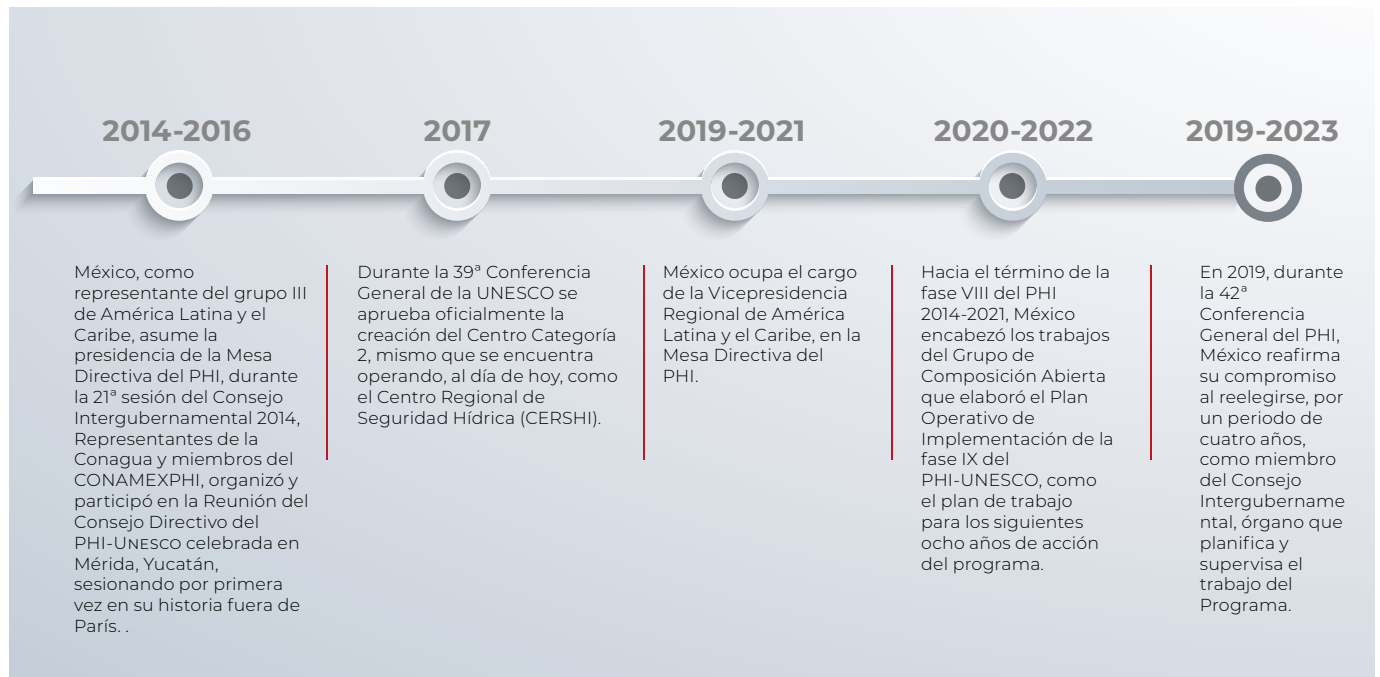 2014-2016
México, como
representante del grupo III
de América Latina y el
Caribe, asume la
presidencia de la Mesa
Directiva del PHI, durante
la 21ª sesión del Consejo
Intergubernamental 2014,
Representantes de la
Conagua y miembros del
CONAMEXPHI, organizó y
participó en la Reunión del
Consejo Directivo del
PHI-UNESCO celebrada en
Mérida, Yucatán,
sesionando por primera
vez en su historia fuera de
París. .
2017
Durante la 39ª Conferencia
General de la UNESCO se
aprueba oficialmente la
creación del Centro Categoría
2, mismo que se encuentra
operando, al día de hoy, como
el Centro Regional de
Seguridad Hídrica (CERSHI).
2019-2021
México ocupa el cargo
de la Vicepresidencia
Regional de América
Latina y el Caribe, en la
Mesa Directiva del
PHI.
2020-2022
Hacia el término de la
fase VIII del PHI
2014-2021, México
encabezó los trabajos
del Grupo de
Composición Abierta
que elaboró el Plan
Operativo de
Implementación de la
fase IX del
PHI-UNESCO, como
el plan de trabajo
para los siguientes
ocho años de acción
del programa.
2019-2023
En 2019, durante
la 42ª
Conferencia
General del PHI,
México reafirma
su compromiso
al reelegirse, por
un periodo de
cuatro años,
como miembro
del Consejo
Intergubername
ntal, órgano que
planifica y
supervisa el
trabajo del
Programa.